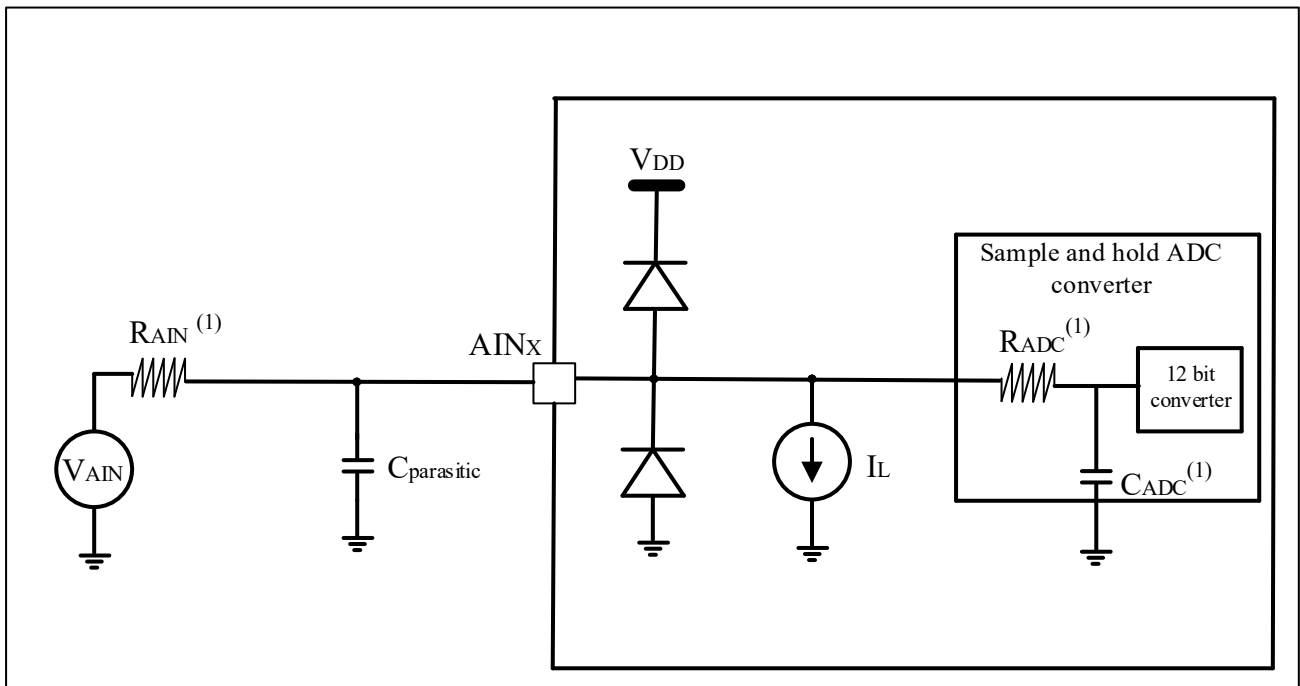 VDD
Sample and hold ADC
converter
RAIN (1)
AINX
RADC(1)
12 bit
converter
VAIN
Cparasitic
IL
CADC(1)